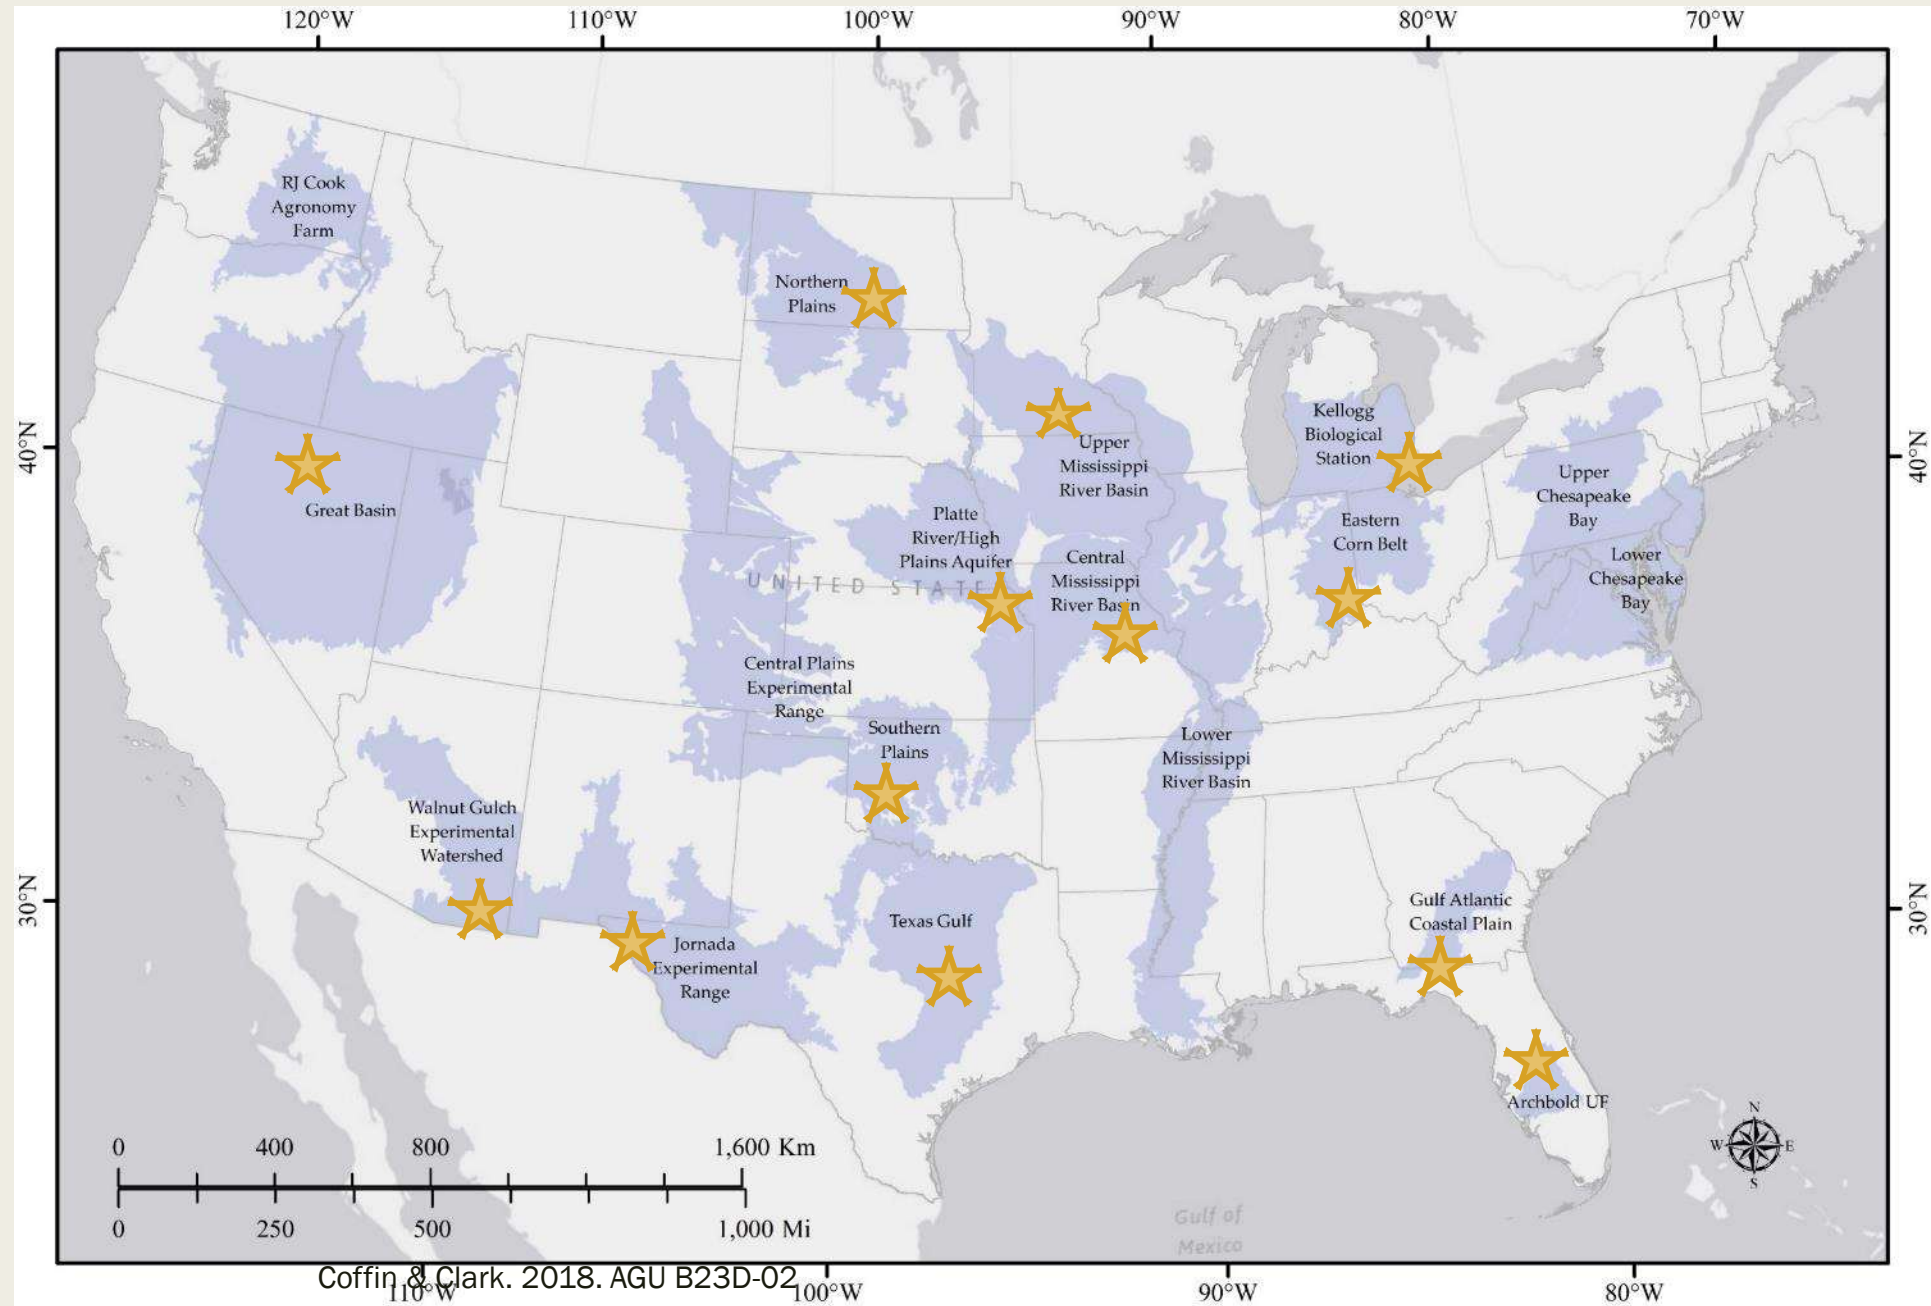 120°W
110°W
100°W
90°W
80°W
70°W
40°N
40°N
30°N
30°N
RJ Cook
Agronomy
Farm
Northern
Plains
Great Basin
Upper
Mississippi
River Basin
Kellogg
Biological
Station
Upper
Chesapeake
Bay
Platte
River/High
Plains Aquifer
Eastern
Corn Belt
Central
Mississippi
River Basin
Lower
Chesapeake
Bay
UNITED STATE
Central Plains
Experimental
Range
Southern
Plains
Lower
Mississippi
River Basin
Walnut Gulch
Experimental
Watershed
Texas Gulf
Gulf Atlantic
Coastal Plain
Jornada
Experimental
Range
Archbold UF
N
W E
S
0 400 800 1,600 Km
0 250 500 1,000 Mi
Gulf of
Mexico
Coffin & Clark. 2018. AGU B23D-02
110°W
100°W
90°W
80°W